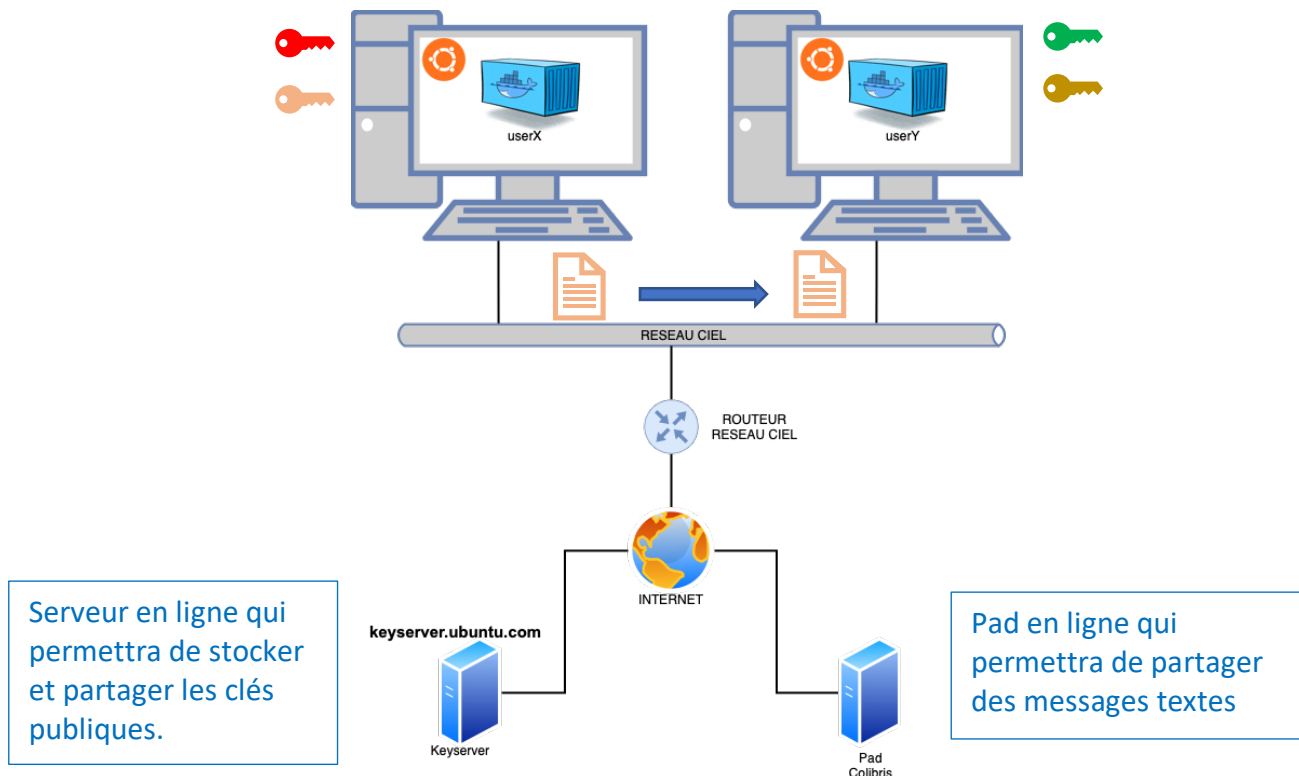 userX
userY
RESEAU CIEL
ROUTEUR
RESEAU CIEL
INTERNET
Serveur en ligne qui
permettra de stocker
et partager les clés
publiques.
keyserver.ubuntu.com
Keyserver
Pad en ligne qui
permettra de partager
des messages textes
Pad
Colibris